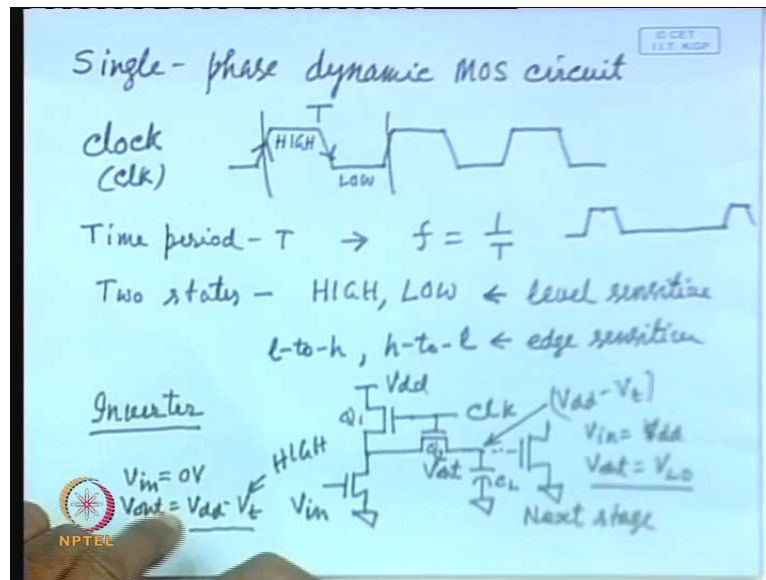 © CET
I.I.T. KGP
Single - phase dynamic MOS circuit
T
clock
(clk)
HIGH
LOW
Time period - T → f = 1/T
Two states - HIGH, LOW ← level sensitive
l-to-h, h-to-l ← edge sensitive
Vdd
Inverter
Q1
clk
(Vdd - Vt)
HIGH
Vin = 0V
Vout = Vdd - Vt
Vin
Vout
CL
Vin = Vdd
Vout = VLO
Next stage
NPTEL